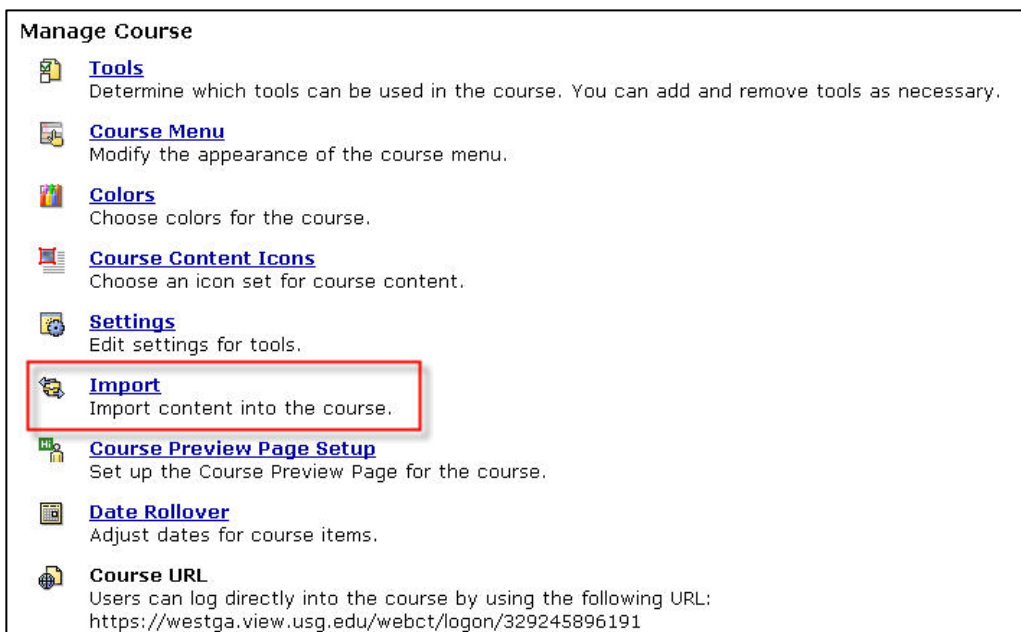 Manage Course
Tools
Determine which tools can be used in the course. You can add and remove tools as necessary.
Course Menu
Modify the appearance of the course menu.
Colors
Choose colors for the course.
Course Content Icons
Choose an icon set for course content.
Settings
Edit settings for tools.
Import
Import content into the course.
Hi
Course Preview Page Setup
Set up the Course Preview Page for the course.
Date Rollover
Adjust dates for course items.
Course URL
Users can log directly into the course by using the following URL:
https://westga.view.usg.edu/webct/logon/329245896191